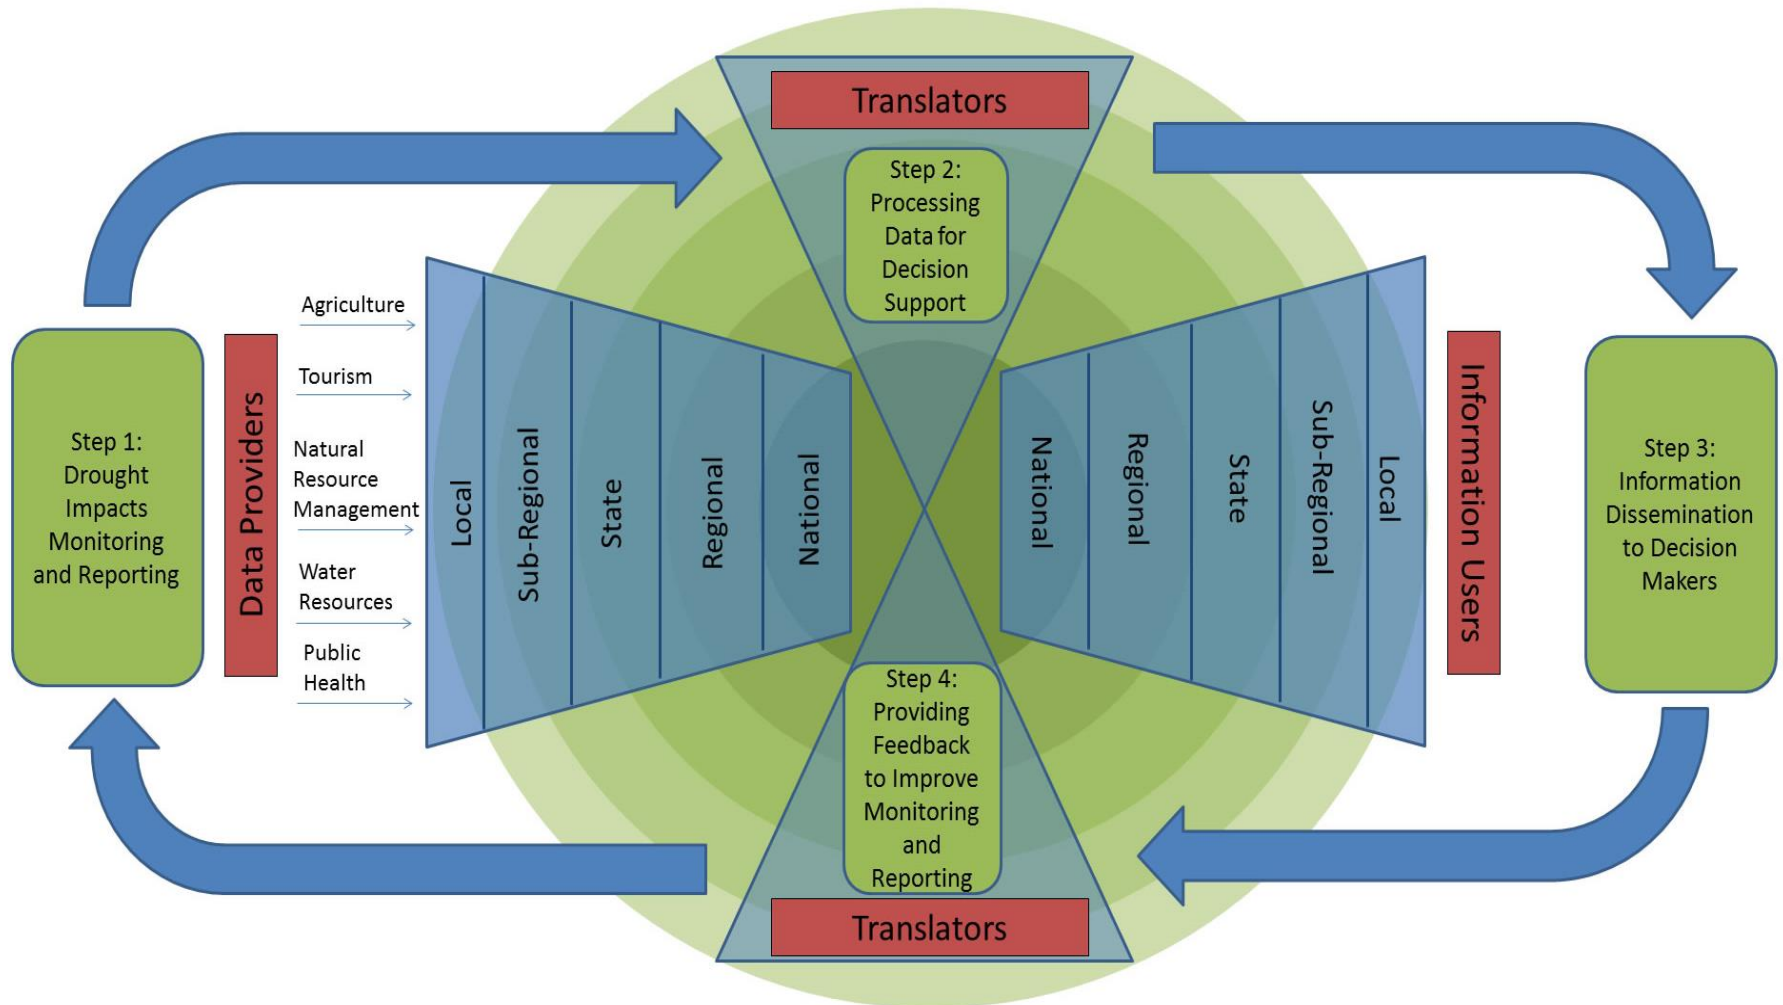 Translators
Step 2:
Processing
Data for
Decision
Support
Step 1:
Drought
Impacts
Monitoring
and Reporting
Data Providers
Agriculture
Tourism
Natural
Resource
Management
Water
Resources
Public
Health
Local
Sub-Regional
State
Regional
National
National
Regional
State
Sub-Regional
Local
Information Users
Step 3:
Information
Dissemination
to Decision
Makers
Step 4:
Providing
Feedback
to Improve
Monitoring
and
Reporting
Translators